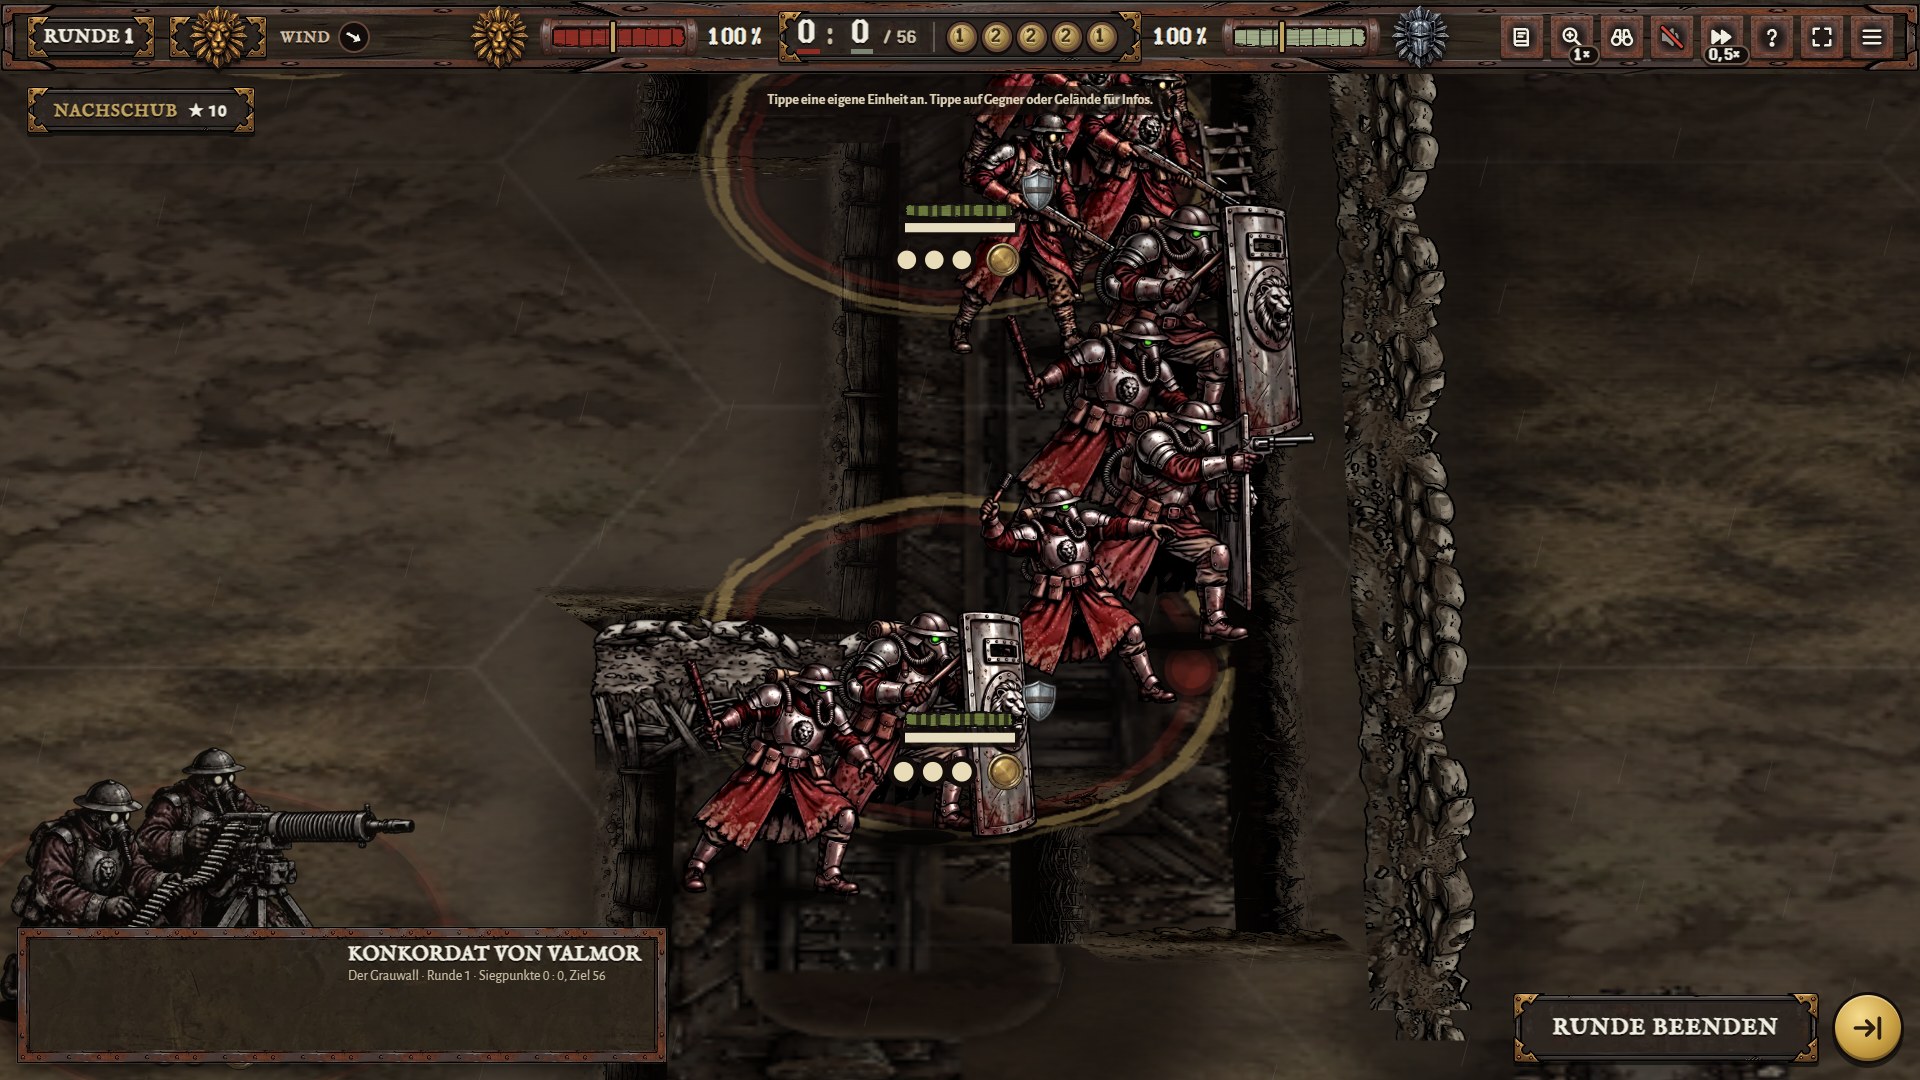 RUNDE 1
WIND
100%
0 : 0 / 56
1 2 2 2 1
100%
1×
0,5×
?
NACHSCHUB ★ 10
Tippe eine eigene Einheit an. Tippe auf Gegner oder Gelände für Infos.
KONKORDAT VON VALMOR
Der Grauwall · Runde 1 · Siegpunkte 0 : 0, Ziel 56
RUNDE BEENDEN